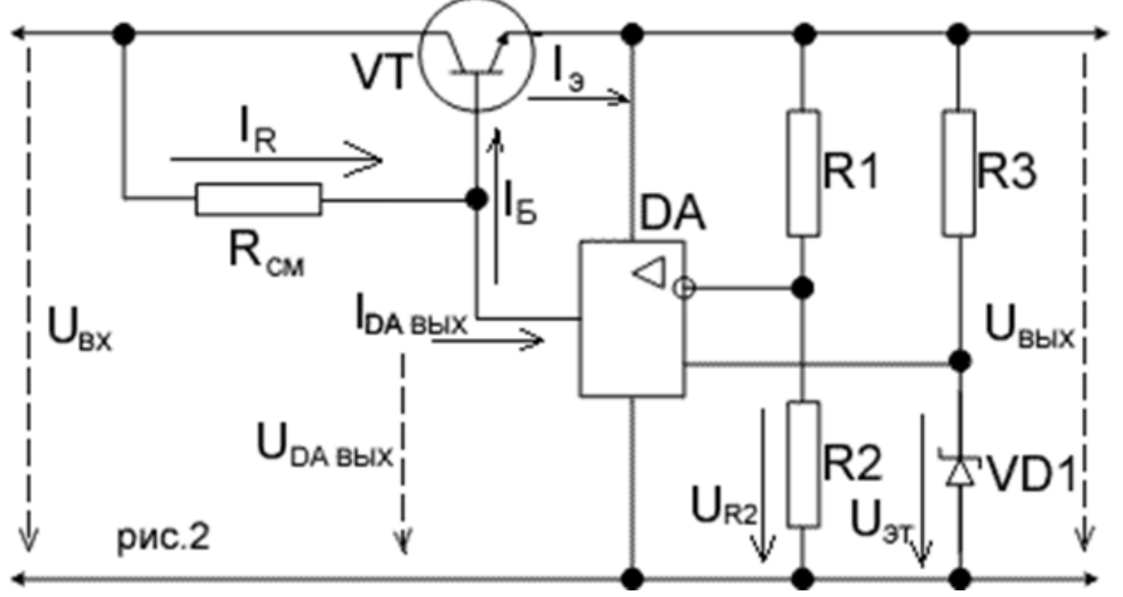 VT
Iэ
IR
IБ
DA
R1
R3
Rсм
IDA вых
Uвх
Uвых
UDA вых
R2
VD1
UR2
Uэт
рис.2